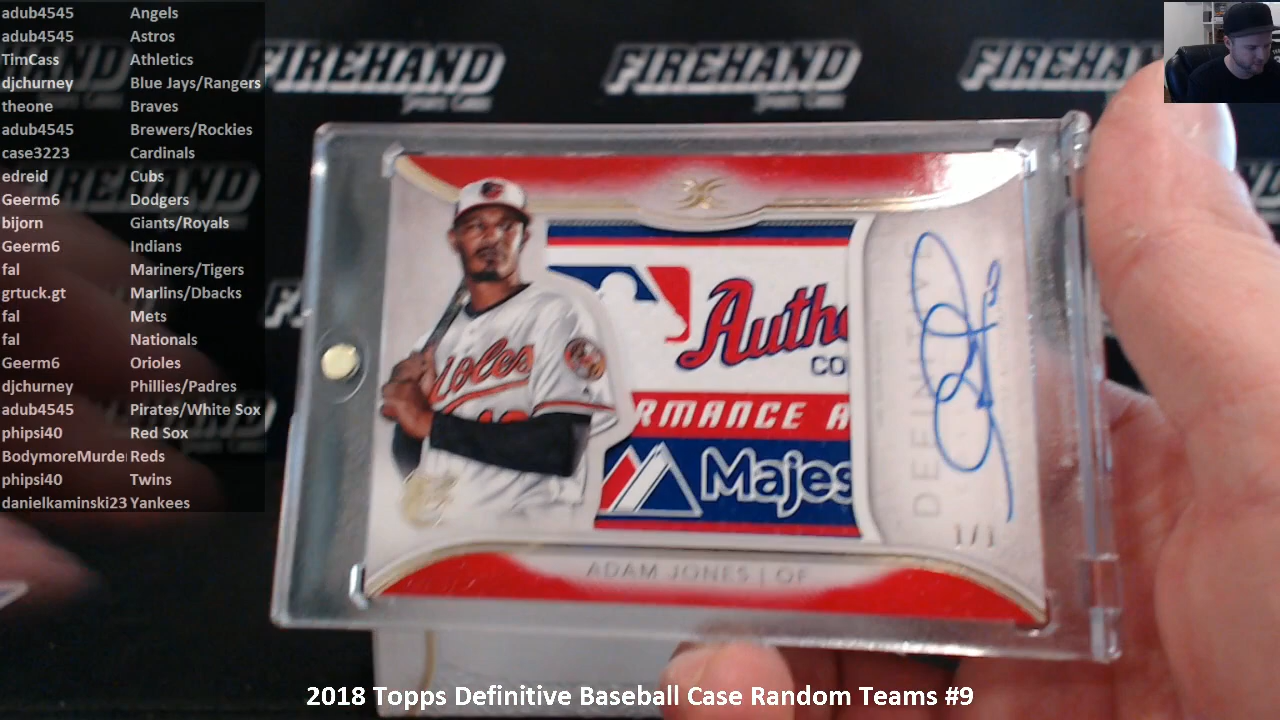 adub4545 Angels
adub4545 Astros
TimCass Athletics
djchurney Blue Jays/Rangers
theone Braves
adub4545 Brewers/Rockies
case3223 Cardinals
edreid Cubs
Geerm6 Dodgers
bijorn Giants/Royals
Geerm6 Indians
fal Mariners/Tigers
grtuck.gt Marlins/Dbacks
fal Mets
fal Nationals
Geerm6 Orioles
djchurney Phillies/Padres
adub4545 Pirates/White Sox
phipsi40 Red Sox
BodymoreMurde Reds
phipsi40 Twins
danielkaminski23 Yankees
FIREHAND
FIREHAND
FIREHAND
Authe
CO
RMANCE A
Majes
Orioles
DEFINITIVE
1/1
ADAM JONES | OF
2018 Topps Definitive Baseball Case Random Teams #9